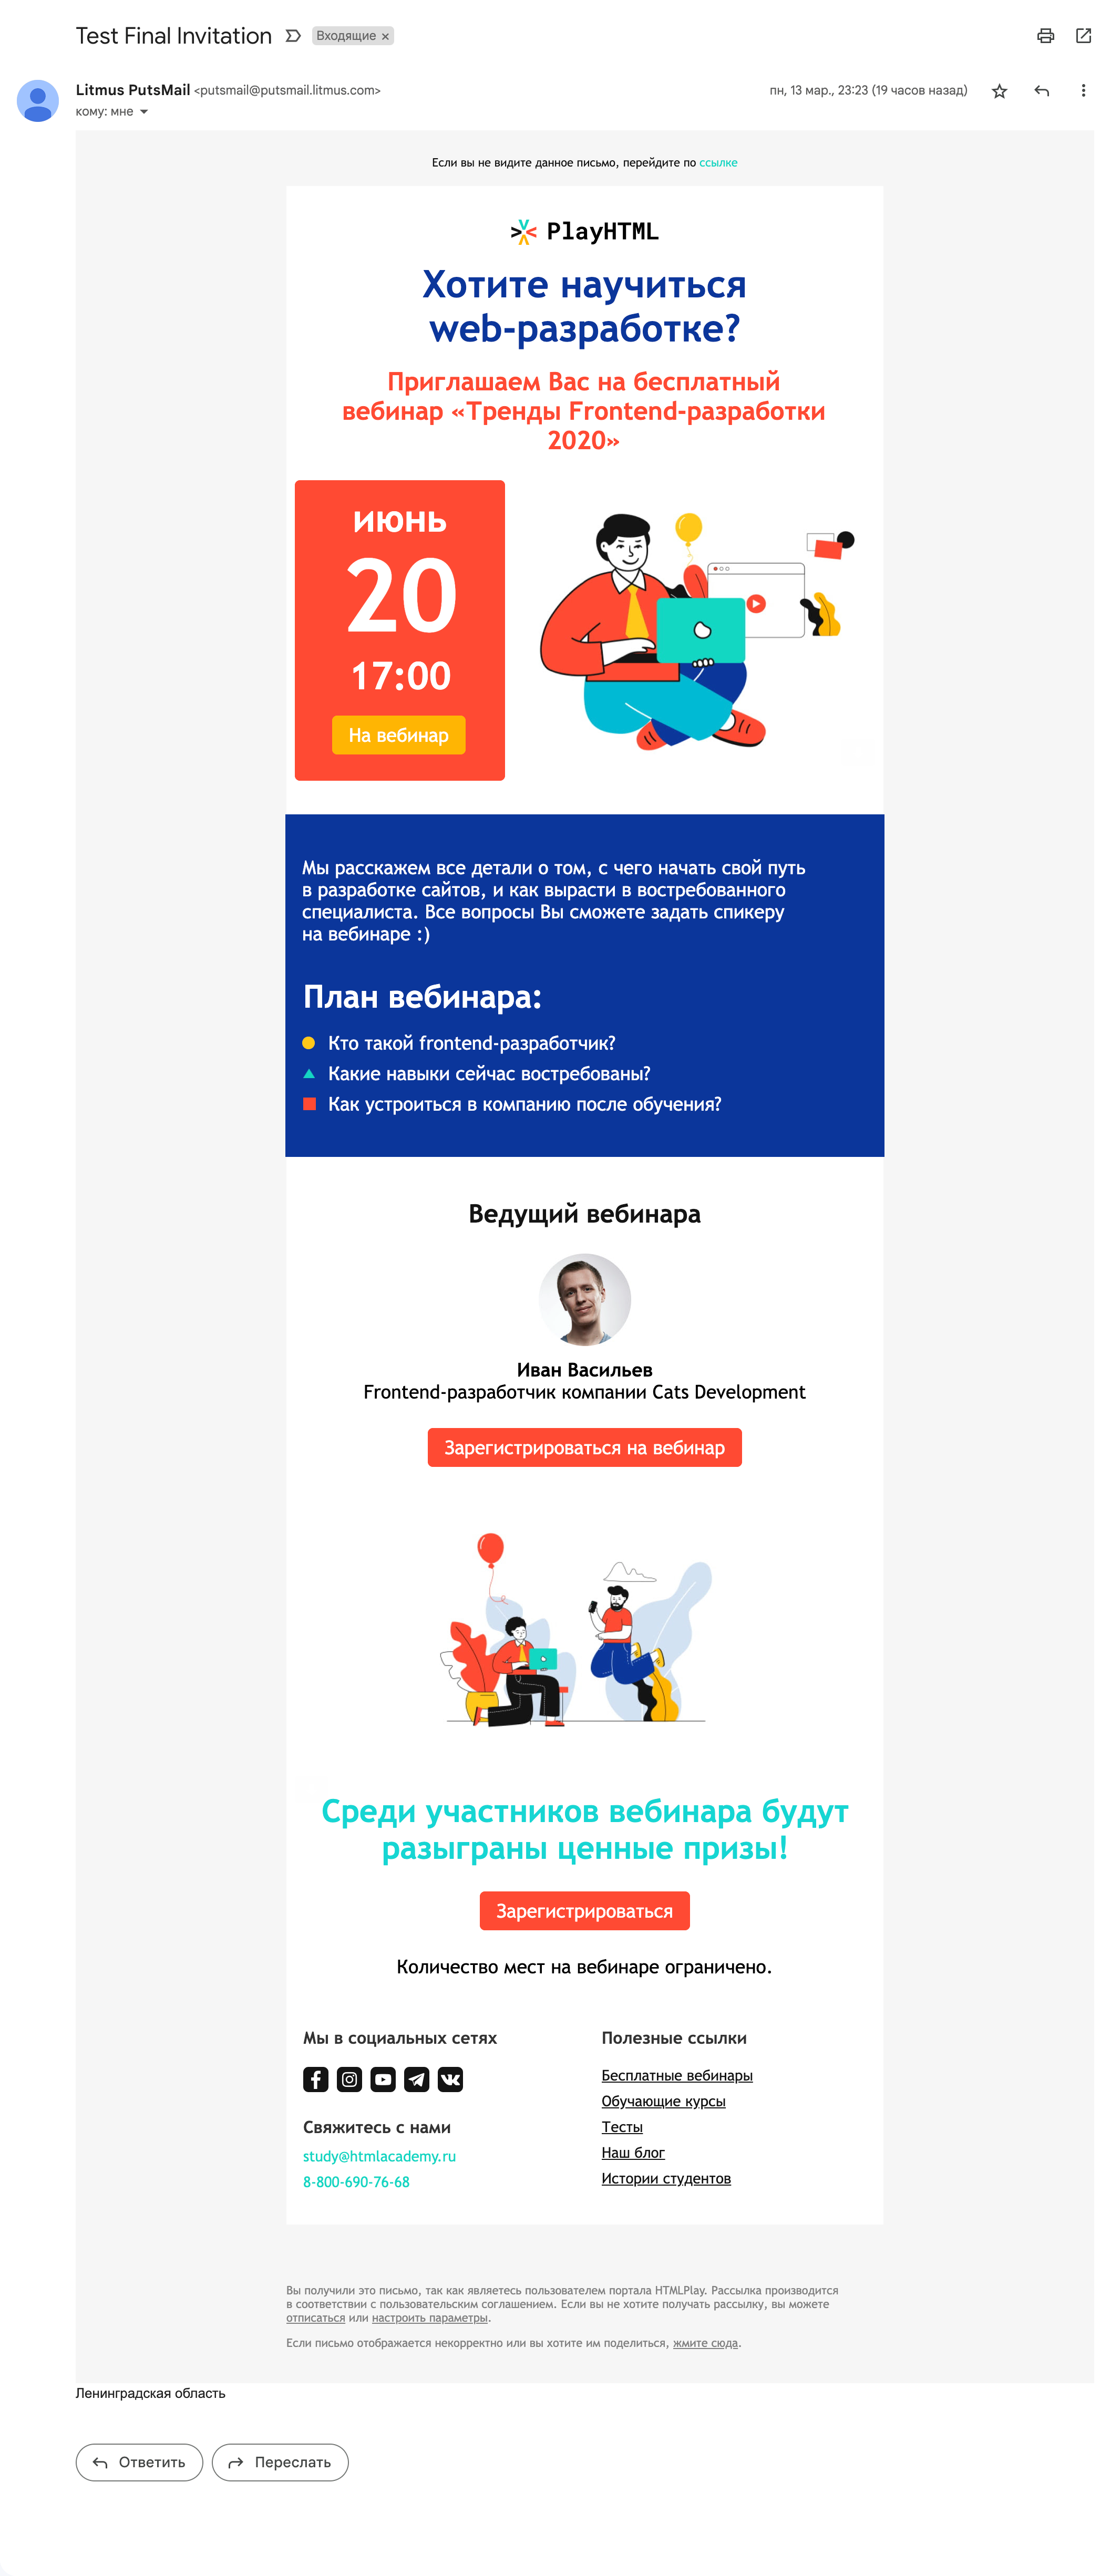 Test Final Invitation
Входящие ×
Litmus PutsMail <putsmail@putsmail.litmus.com>
пн, 13 мар., 23:23 (19 часов назад)
кому: мне
Если вы не видите данное письмо, перейдите по ссылке
PlayHTML
Хотите научиться
web-разработке?
Приглашаем Вас на бесплатный
вебинар «Тренды Frontend-разработки
2020»
июнь
20
17:00
На вебинар
Мы расскажем все детали о том, с чего начать свой путь
в разработке сайтов, и как вырасти в востребованного
специалиста. Все вопросы Вы сможете задать спикеру
на вебинаре :)
План вебинара:
Кто такой frontend-разработчик?
Какие навыки сейчас востребованы?
Как устроиться в компанию после обучения?
Ведущий вебинара
Иван Васильев
Frontend-разработчик компании Cats Development
Зарегистрироваться на вебинар
Среди участников вебинара будут
разыграны ценные призы!
Зарегистрироваться
Количество мест на вебинаре ограничено.
Мы в социальных сетях
Свяжитесь с нами
study@htmlacademy.ru
8-800-690-76-68
Полезные ссылки
Бесплатные вебинары
Обучающие курсы
Тесты
Наш блог
Истории студентов
Вы получили это письмо, так как являетесь пользователем портала HTMLPlay. Рассылка производится
в соответствии с пользовательским соглашением. Если вы не хотите получать рассылку, вы можете
отписаться или настроить параметры.
Если письмо отображается некорректно или вы хотите им поделиться, жмите сюда.
Ленинградская область
Ответить
Переслать